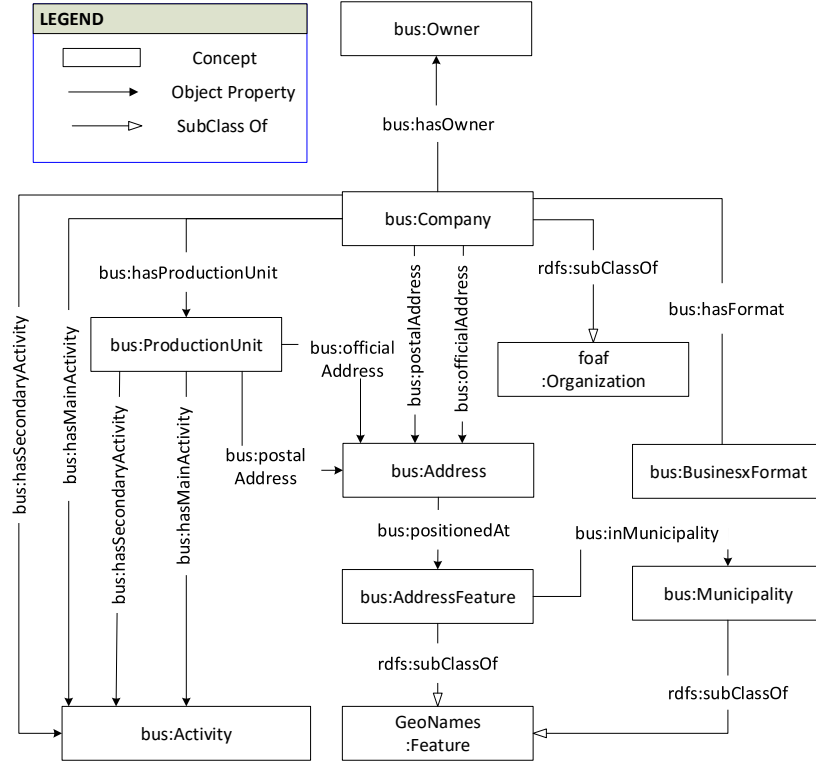 LEGEND
Concept
Object Property
SubClass Of
bus:Owner
bus:hasOwner
bus:Company
bus:hasProductionUnit
rdfs:subClassOf
bus:hasFormat
bus:ProductionUnit
bus:official
Address
bus:postalAddress
bus:officialAddress
foaf
:Organization
bus:hasSecondaryActivity
bus:hasMainActivity
bus:hasSecondaryActivity
bus:hasMainActivity
bus:postal
Address
bus:Address
bus:BusinesxFormat
bus:positionedAt
bus:inMunicipality
bus:AddressFeature
bus:Municipality
rdfs:subClassOf
rdfs:subClassOf
bus:Activity
GeoNames
:Feature